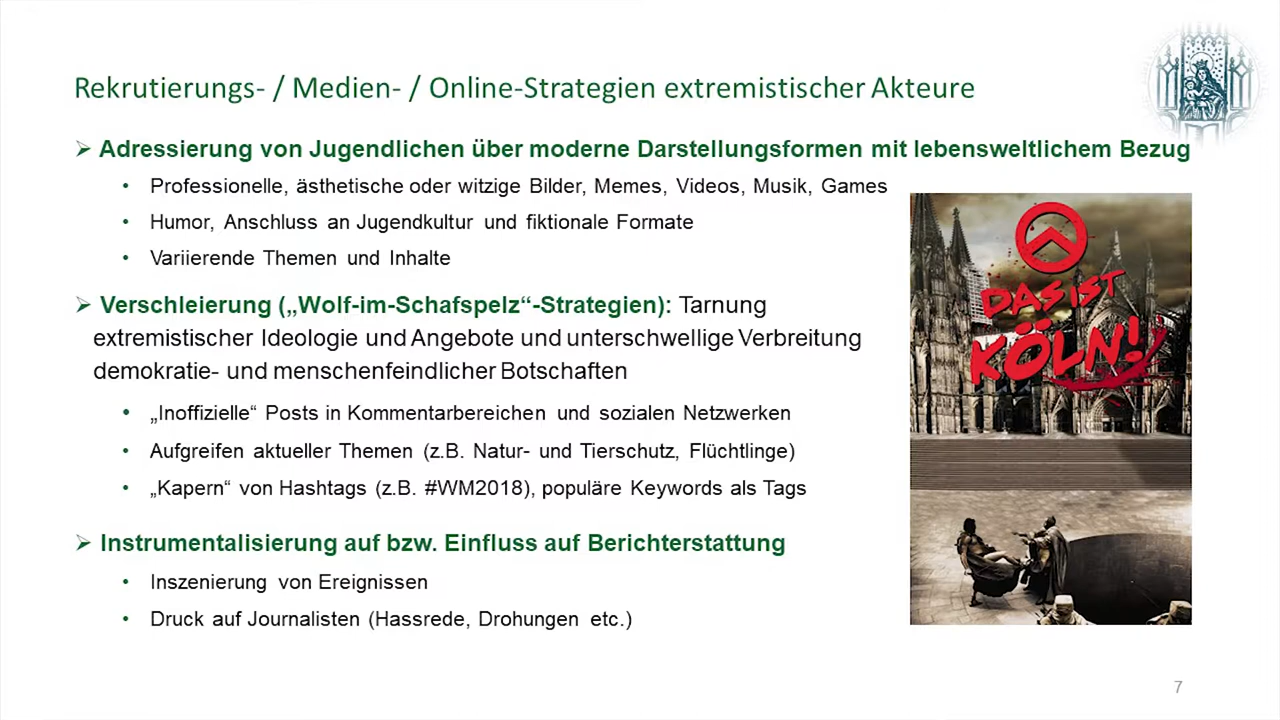 Rekrutierungs- / Medien- / Online-Strategien extremistischer Akteure
➢ Adressierung von Jugendlichen über moderne Darstellungsformen mit lebensweltlichem Bezug
• Professionelle, ästhetische oder witzige Bilder, Memes, Videos, Musik, Games
• Humor, Anschluss an Jugendkultur und fiktionale Formate
• Variierende Themen und Inhalte
➢ Verschleierung („Wolf-im-Schafspelz“-Strategien): Tarnung
extremistischer Ideologie und Angebote und unterschwellige Verbreitung
demokratie- und menschenfeindlicher Botschaften
• „Inoffizielle“ Posts in Kommentarbereichen und sozialen Netzwerken
• Aufgreifen aktueller Themen (z.B. Natur- und Tierschutz, Flüchtlinge)
• „Kapern“ von Hashtags (z.B. #WM2018), populäre Keywords als Tags
➢ Instrumentalisierung auf bzw. Einfluss auf Berichterstattung
• Inszenierung von Ereignissen
• Druck auf Journalisten (Hassrede, Drohungen etc.)
DAS IST
KÖLN!
7